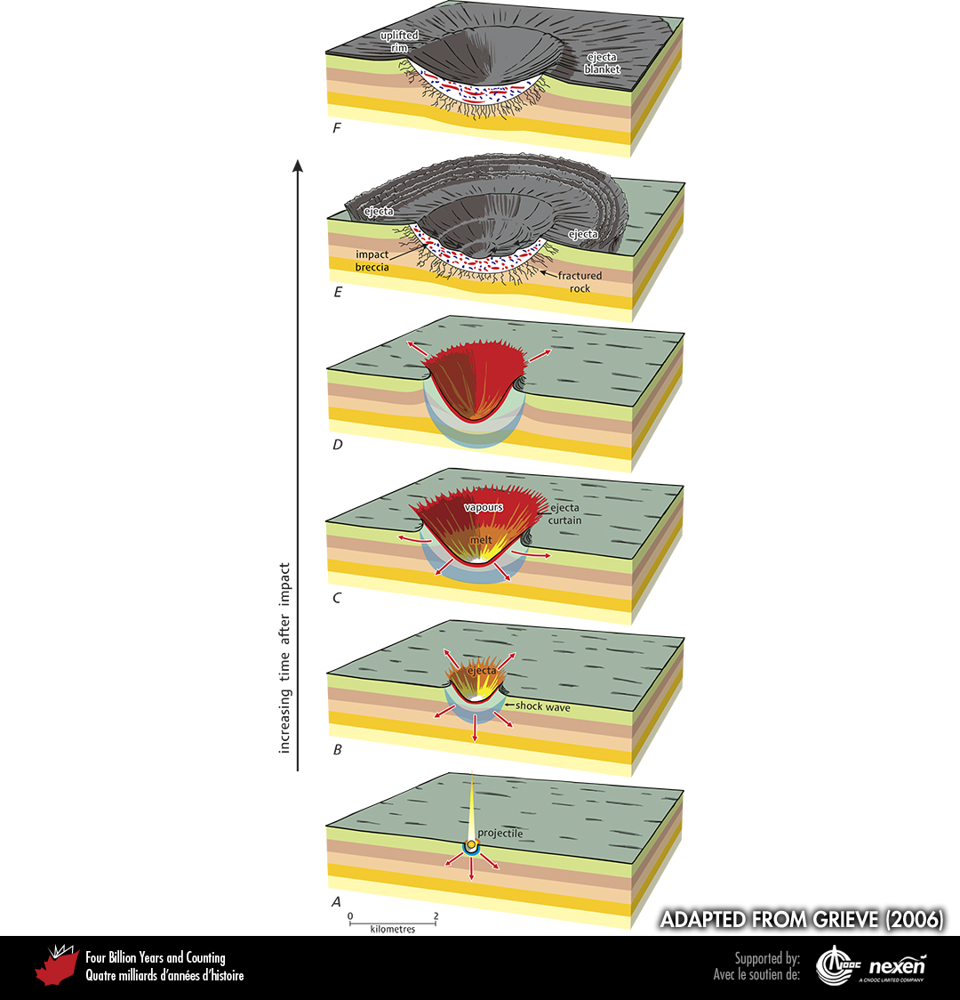 uplifted
rim
ejecta
blanket
F
ejecta
ejecta
impact
breccia
fractured
rock
E
D
vapours
ejecta
curtain
melt
C
ejecta
shock wave
B
increasing time after impact
projectile
A
0 2
kilometres
ADAPTED FROM GRIEVE (2006)
Four Billion Years and Counting
Quatre milliards d'années d'histoire
Supported by:
Avec le soutien de:
CNOOC
nexen
A CNOOC LIMITED COMPANY